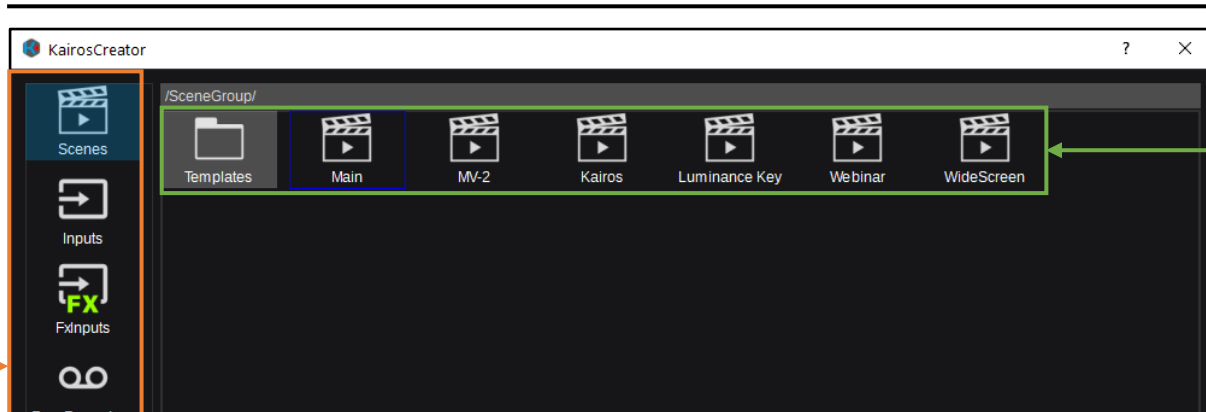 KairosCreator ?
/SceneGroup/
Scenes
Templates Main MV-2 Kairos Luminance Key Webinar WideScreen
Inputs
FX
FxInputs